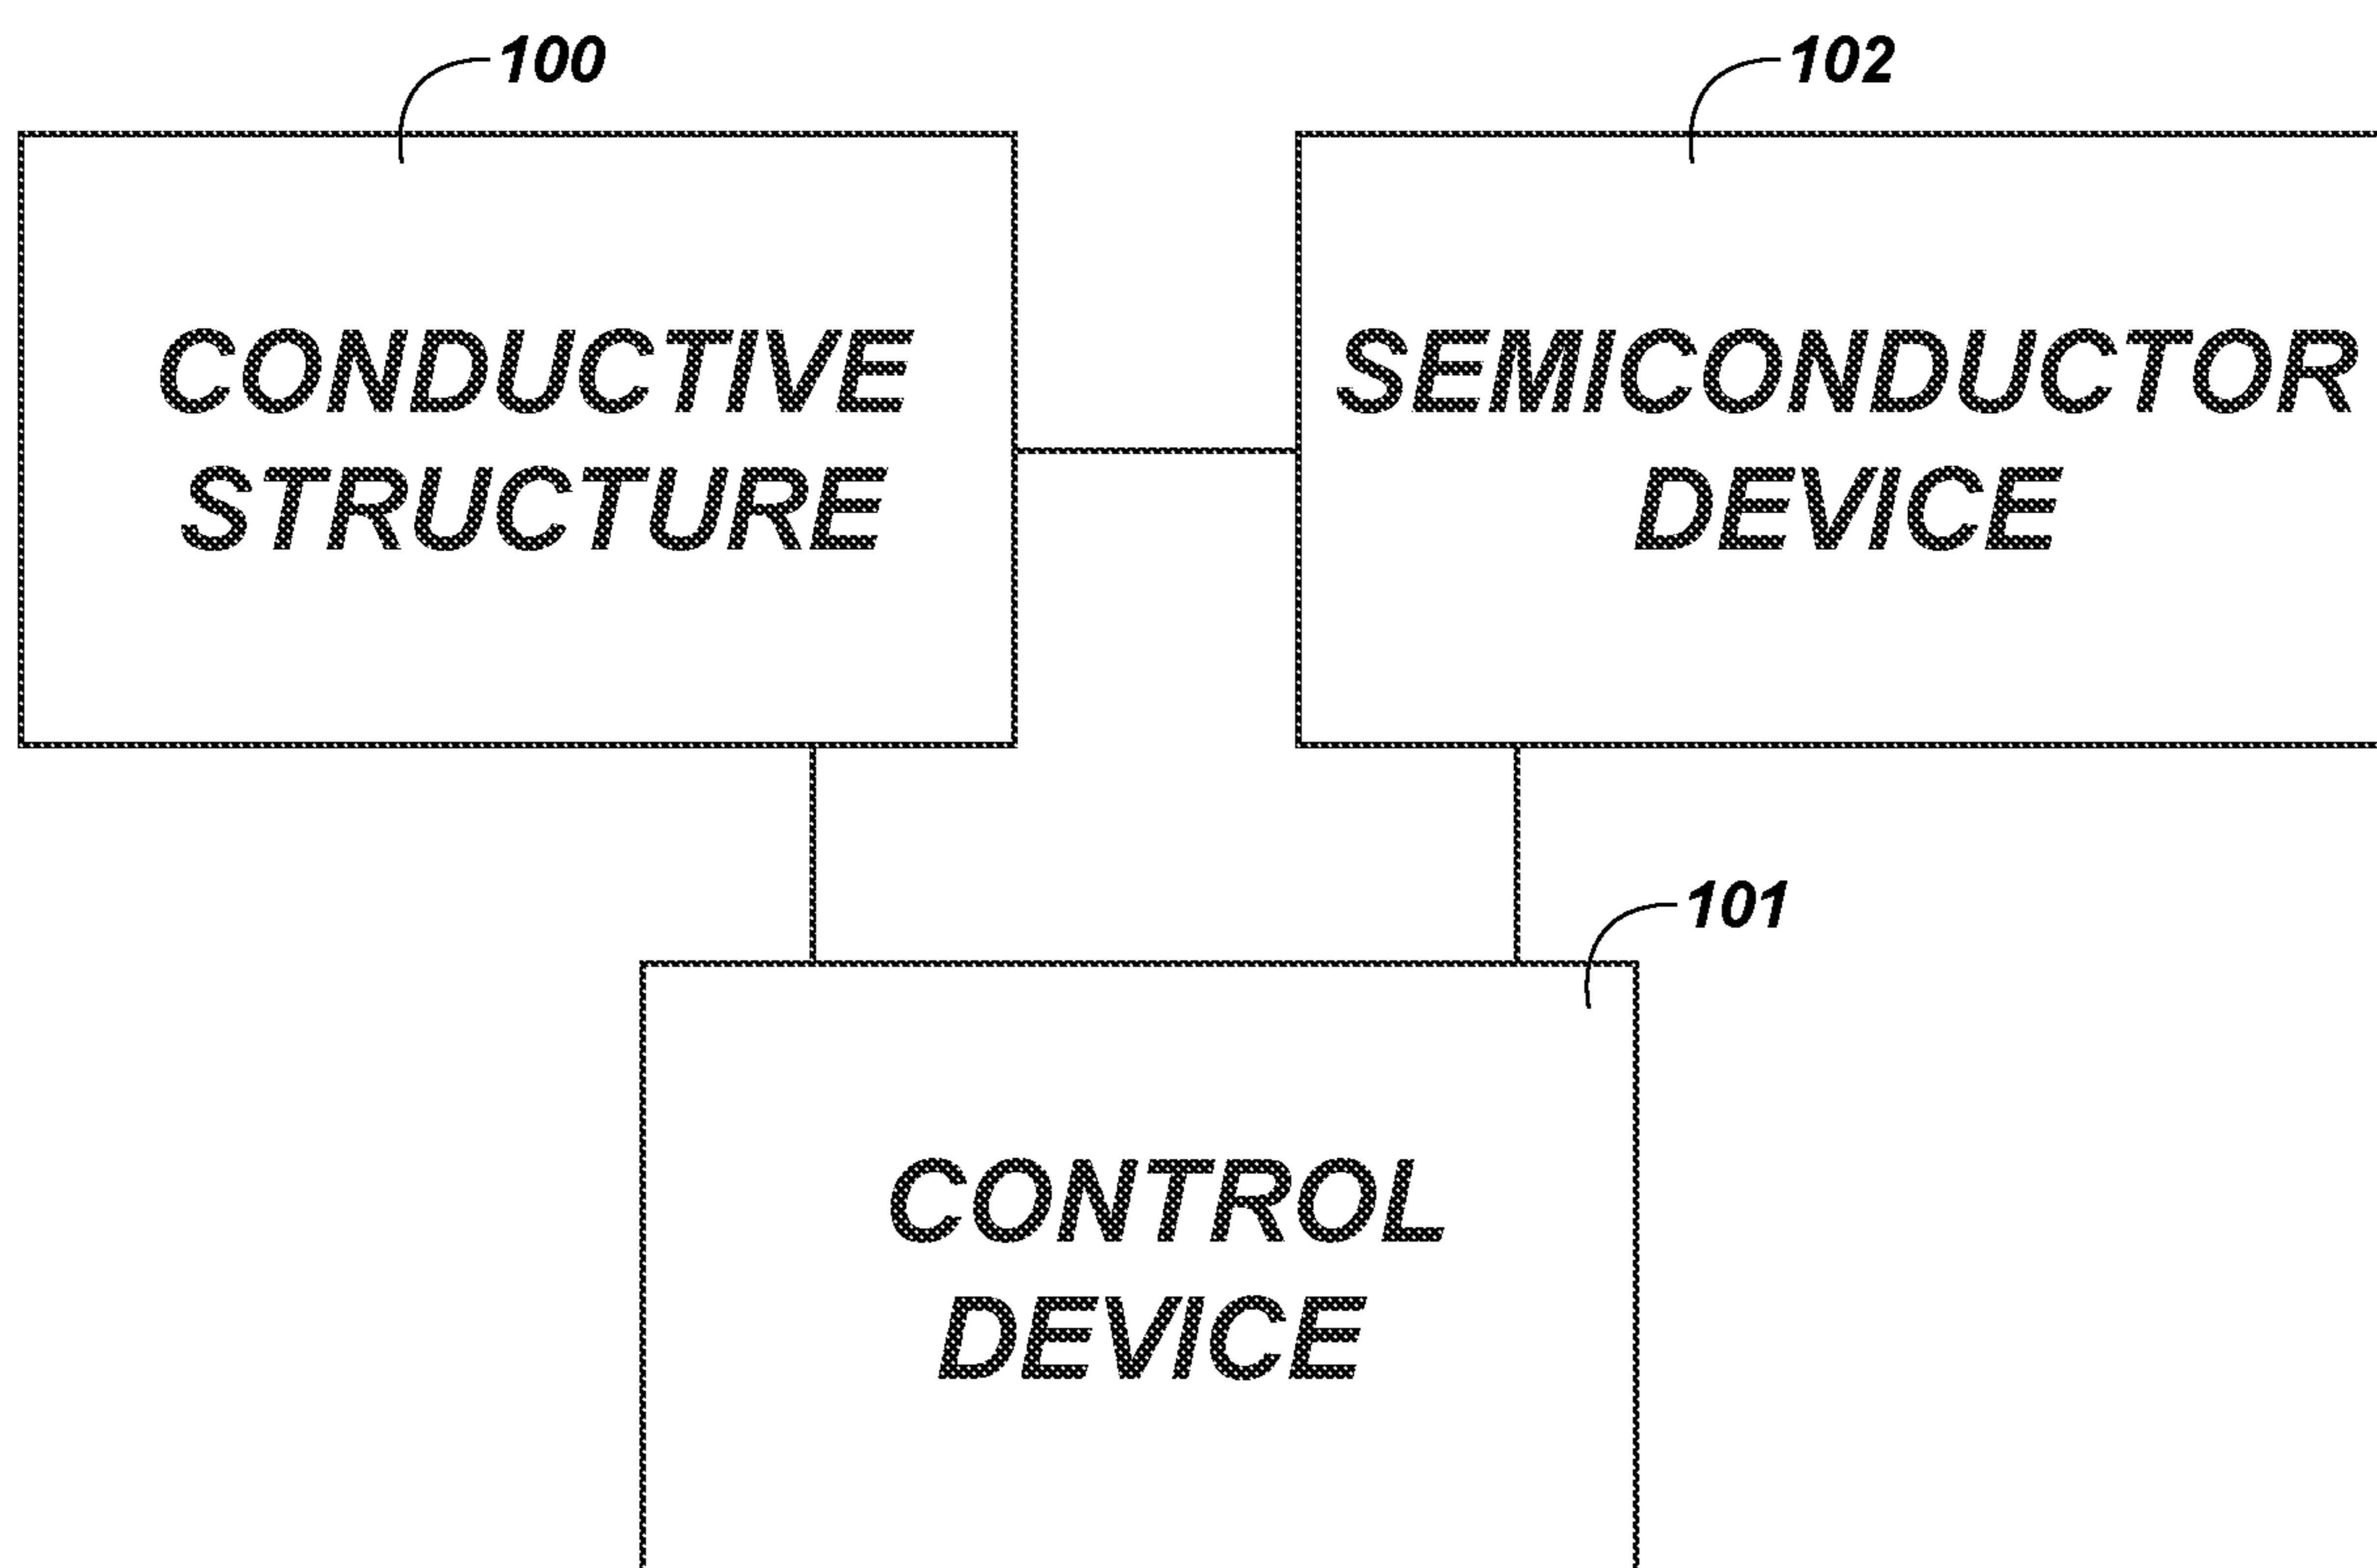 100
102
CONDUCTIVE
STRUCTURE
SEMICONDUCTOR
DEVICE
101
CONTROL
DEVICE